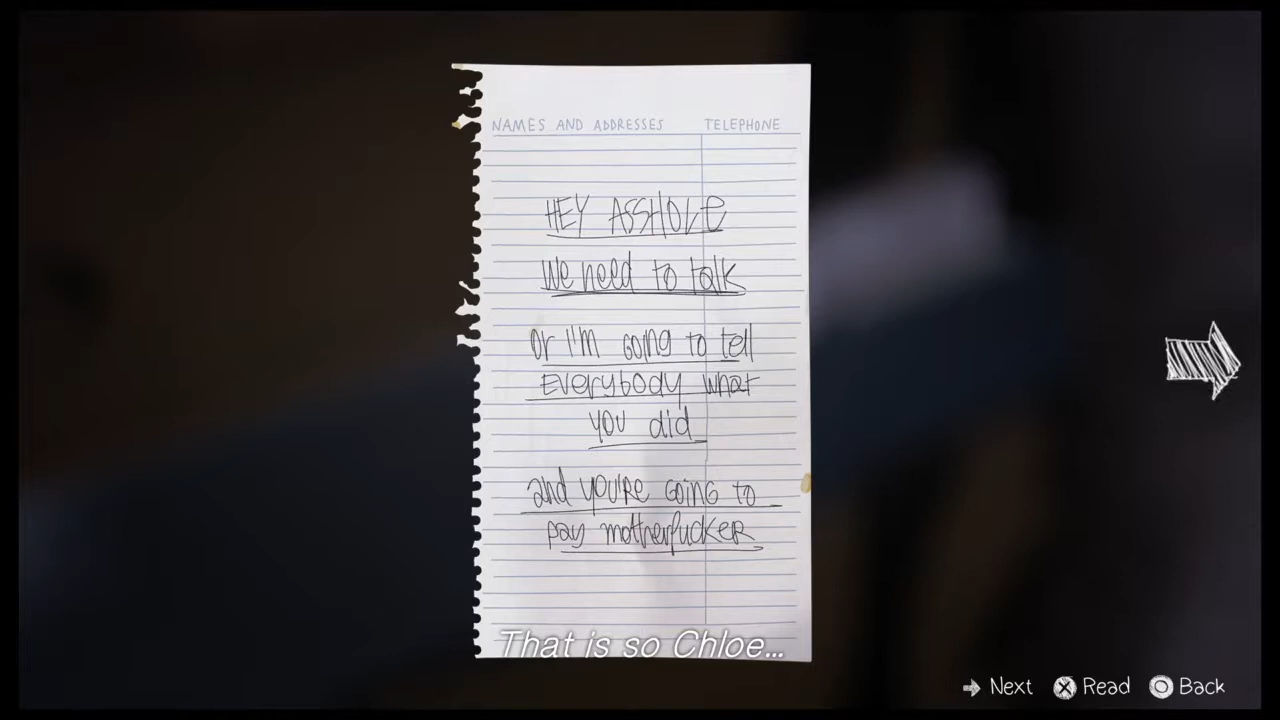 NAMES AND ADDRESSES TELEPHONE
HEY ASSHOLE
We need to talk
Or I'm going to tell
Everybody what
you did
and you're going to
pay motherfucker
That is so Chloe...
Next Read Back